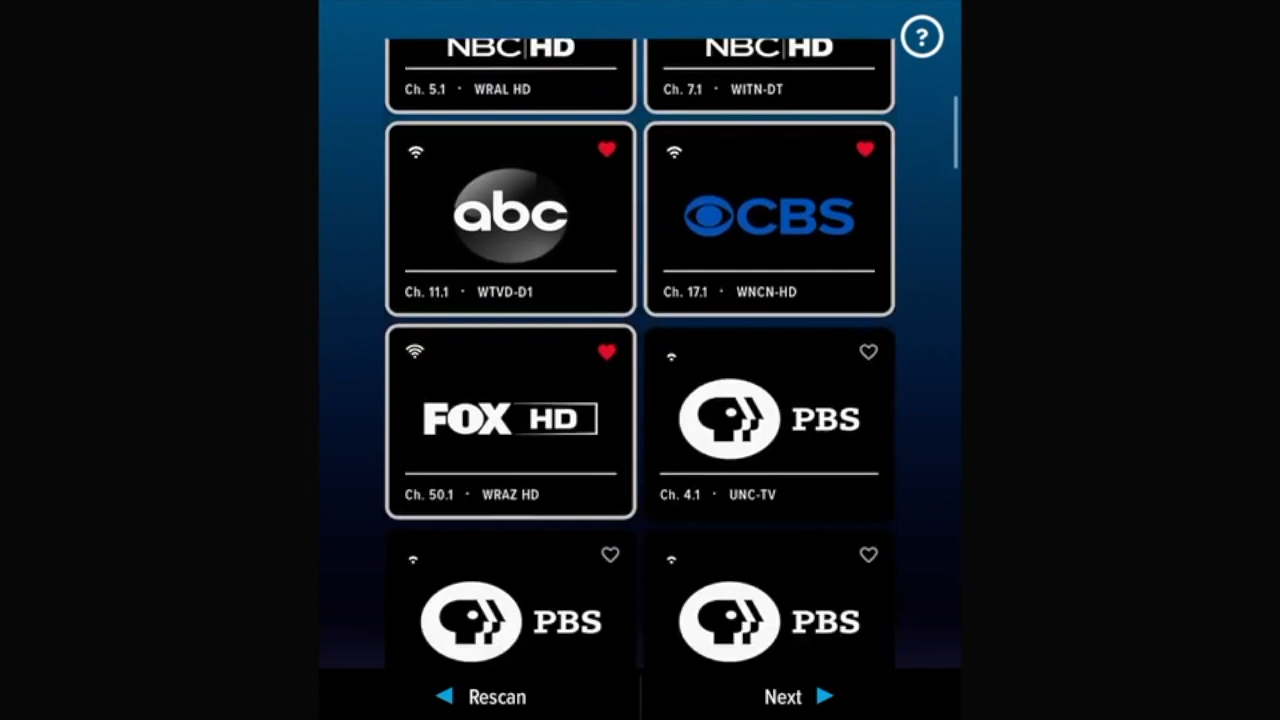 ?
NBC|HD
NBC|HD
Ch. 5.1 · WRAL HD
Ch. 7.1 · WITN-DT
abc
CBS
Ch. 11.1 · WTVD-D1
Ch. 17.1 · WNCN-HD
FOX HD
PBS
Ch. 50.1 · WRAZ HD
Ch. 4.1 · UNC-TV
PBS
PBS
Rescan
Next